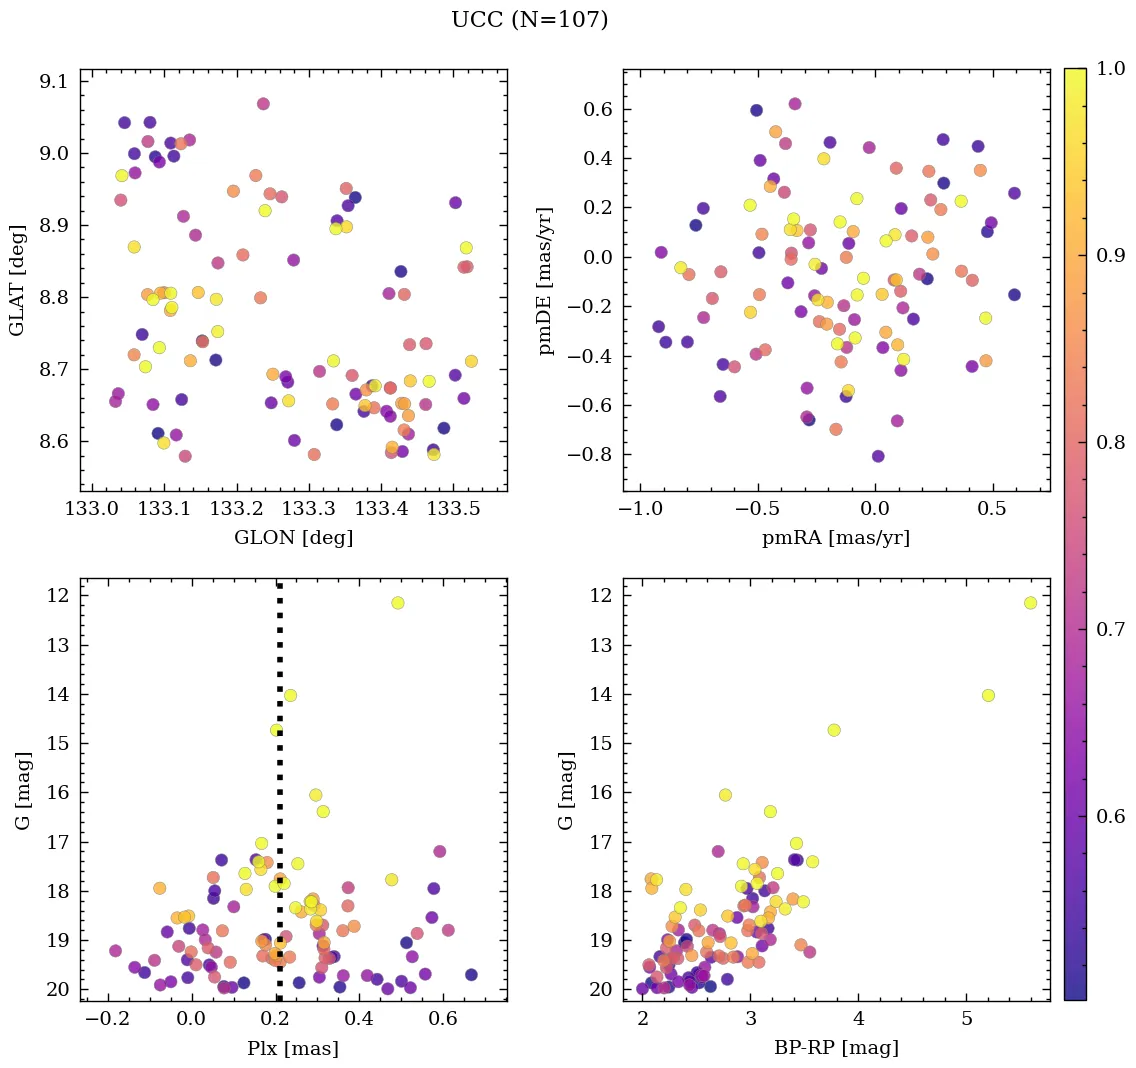 UCC (N=107)
9.1
9.0
8.9
8.8
8.7
8.6
GLAT [deg]
133.0 133.1 133.2 133.3 133.4 133.5
GLON [deg]
0.6
0.4
0.2
0.0
−0.2
−0.4
−0.6
−0.8
pmDE [mas/yr]
−1.0 −0.5 0.0 0.5
pmRA [mas/yr]
12
13
14
15
16
17
18
19
20
G [mag]
−0.2 0.0 0.2 0.4 0.6
Plx [mas]
12
13
14
15
16
17
18
19
20
G [mag]
2 3 4 5
BP-RP [mag]
1.0
0.9
0.8
0.7
0.6